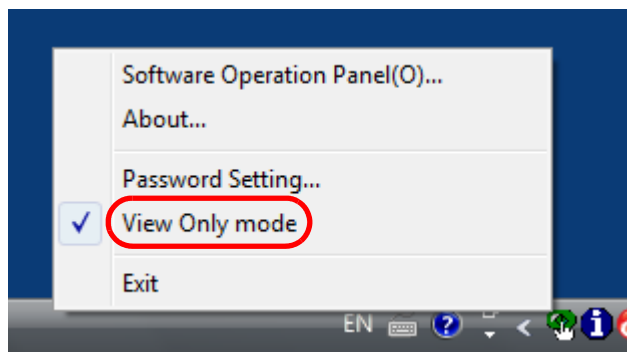 Software Operation Panel(O)...
About...
Password Setting...
View Only mode
Exit
EN